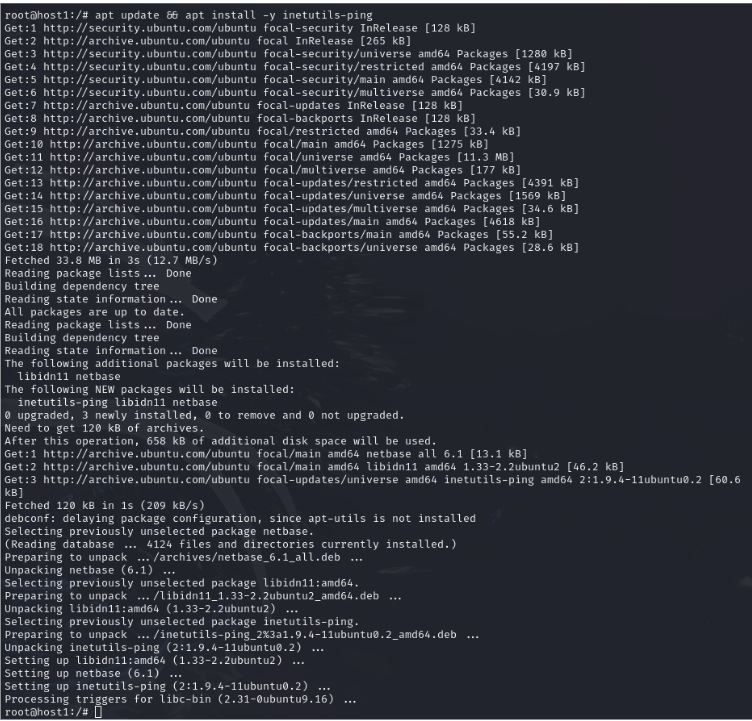 root@host1:/# apt update && apt install -y inetutils-ping
Get:1 http://security.ubuntu.com/ubuntu focal-security InRelease [128 kB]
Get:2 http://archive.ubuntu.com/ubuntu focal InRelease [265 kB]
Get:3 http://security.ubuntu.com/ubuntu focal-security/universe amd64 Packages [1280 kB]
Get:4 http://security.ubuntu.com/ubuntu focal-security/restricted amd64 Packages [4197 kB]
Get:5 http://security.ubuntu.com/ubuntu focal-security/main amd64 Packages [4142 kB]
Get:6 http://security.ubuntu.com/ubuntu focal-security/multiverse amd64 Packages [30.9 kB]
Get:7 http://archive.ubuntu.com/ubuntu focal-updates InRelease [128 kB]
Get:8 http://archive.ubuntu.com/ubuntu focal-backports InRelease [128 kB]
Get:9 http://archive.ubuntu.com/ubuntu focal/restricted amd64 Packages [33.4 kB]
Get:10 http://archive.ubuntu.com/ubuntu focal/main amd64 Packages [1275 kB]
Get:11 http://archive.ubuntu.com/ubuntu focal/universe amd64 Packages [11.3 MB]
Get:12 http://archive.ubuntu.com/ubuntu focal/multiverse amd64 Packages [177 kB]
Get:13 http://archive.ubuntu.com/ubuntu focal-updates/restricted amd64 Packages [4391 kB]
Get:14 http://archive.ubuntu.com/ubuntu focal-updates/universe amd64 Packages [1569 kB]
Get:15 http://archive.ubuntu.com/ubuntu focal-updates/multiverse amd64 Packages [34.6 kB]
Get:16 http://archive.ubuntu.com/ubuntu focal-updates/main amd64 Packages [4618 kB]
Get:17 http://archive.ubuntu.com/ubuntu focal-backports/main amd64 Packages [55.2 kB]
Get:18 http://archive.ubuntu.com/ubuntu focal-backports/universe amd64 Packages [28.6 kB]
Fetched 33.8 MB in 3s (12.7 MB/s)
Reading package lists... Done
Building dependency tree
Reading state information... Done
All packages are up to date.
Reading package lists... Done
Building dependency tree
Reading state information... Done
The following additional packages will be installed:
  libidn11 netbase
The following NEW packages will be installed:
  inetutils-ping libidn11 netbase
0 upgraded, 3 newly installed, 0 to remove and 0 not upgraded.
Need to get 120 kB of archives.
After this operation, 658 kB of additional disk space will be used.
Get:1 http://archive.ubuntu.com/ubuntu focal/main amd64 netbase all 6.1 [13.1 kB]
Get:2 http://archive.ubuntu.com/ubuntu focal/main amd64 libidn11 amd64 1.33-2.2ubuntu2 [46.2 kB]
Get:3 http://archive.ubuntu.com/ubuntu focal-updates/universe amd64 inetutils-ping amd64 2:1.9.4-11ubuntu0.2 [60.6
kB]
Fetched 120 kB in 1s (209 kB/s)
debconf: delaying package configuration, since apt-utils is not installed
Selecting previously unselected package netbase.
(Reading database ... 4124 files and directories currently installed.)
Preparing to unpack .../archives/netbase_6.1_all.deb ...
Unpacking netbase (6.1) ...
Selecting previously unselected package libidn11:amd64.
Preparing to unpack .../libidn11_1.33-2.2ubuntu2_amd64.deb ...
Unpacking libidn11:amd64 (1.33-2.2ubuntu2) ...
Selecting previously unselected package inetutils-ping.
Preparing to unpack .../inetutils-ping_2%3a1.9.4-11ubuntu0.2_amd64.deb ...
Unpacking inetutils-ping (2:1.9.4-11ubuntu0.2) ...
Setting up libidn11:amd64 (1.33-2.2ubuntu2) ...
Setting up netbase (6.1) ...
Setting up inetutils-ping (2:1.9.4-11ubuntu0.2) ...
Processing triggers for libc-bin (2.31-0ubuntu9.16) ...
root@host1:/#